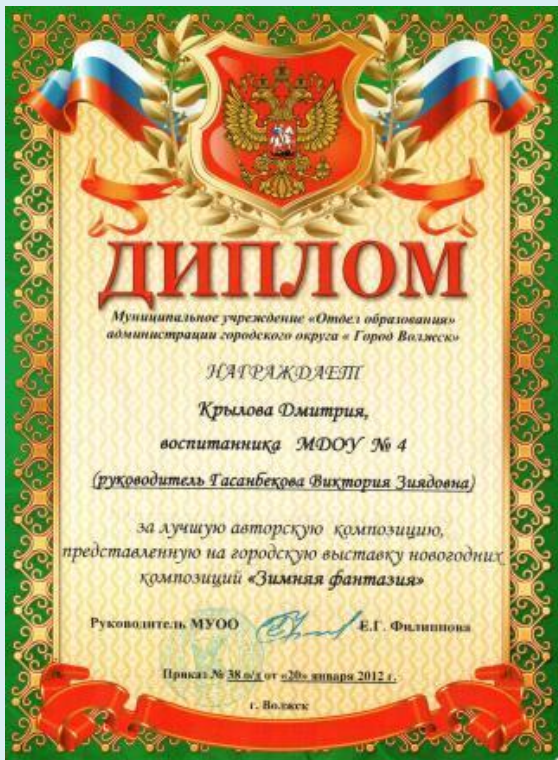 ДИПЛОМ
Муниципальное учреждение «Отдел образования»
администрации городского округа « Город Волжск»
НАГРАЖДАЕТ
Крылова Дмитрия,
воспитанника МДОУ № 4
(руководитель Гасанбекова Виктория Зиядовна)
за лучшую авторскую композицию,
представленную на городскую выставку новогодних
композиций «Зимняя фантазия»
Руководитель МУОО Е.Г. Филиппова
Приказ № 38 о/д от «20» января 2012 г.
г. Волжск